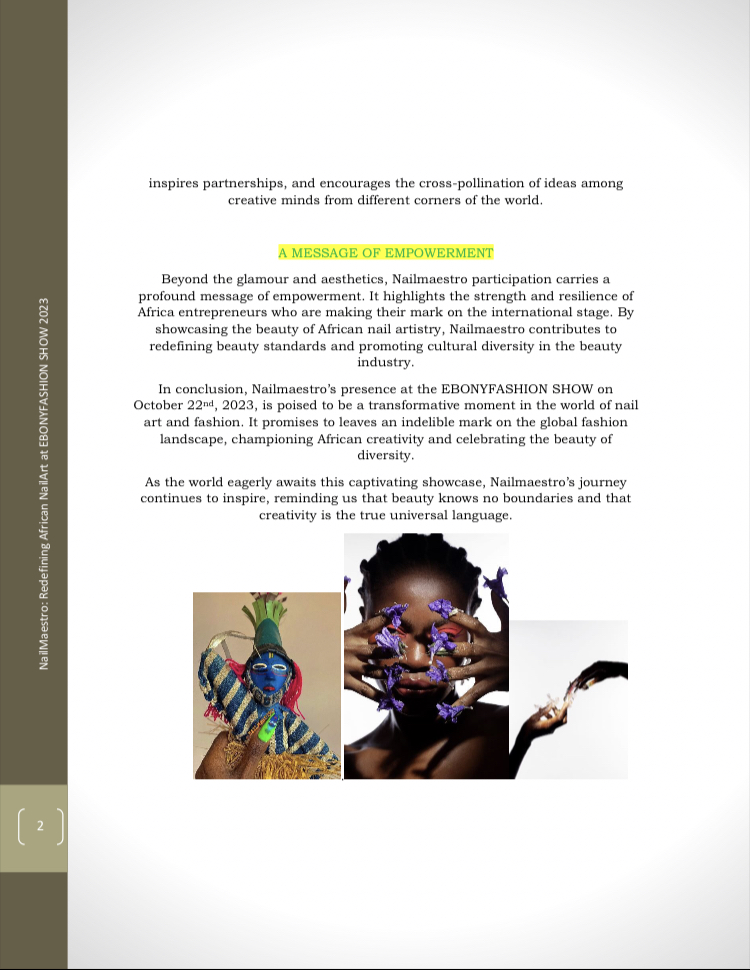 inspires partnerships, and encourages the cross-pollination of ideas among
creative minds from different corners of the world.
A MESSAGE OF EMPOWERMENT
Beyond the glamour and aesthetics, Nailmaestro participation carries a
profound message of empowerment. It highlights the strength and resilience of
Africa entrepreneurs who are making their mark on the international stage. By
showcasing the beauty of African nail artistry, Nailmaestro contributes to
redefining beauty standards and promoting cultural diversity in the beauty
industry.
In conclusion, Nailmaestro’s presence at the EBONYFASHION SHOW on
October 22nd, 2023, is poised to be a transformative moment in the world of nail
art and fashion. It promises to leaves an indelible mark on the global fashion
landscape, championing African creativity and celebrating the beauty of
diversity.
As the world eagerly awaits this captivating showcase, Nailmaestro’s journey
continues to inspire, reminding us that beauty knows no boundaries and that
creativity is the true universal language.
NailMaestro: Redefining African NailArt at EBONYFASHION SHOW 2023
2